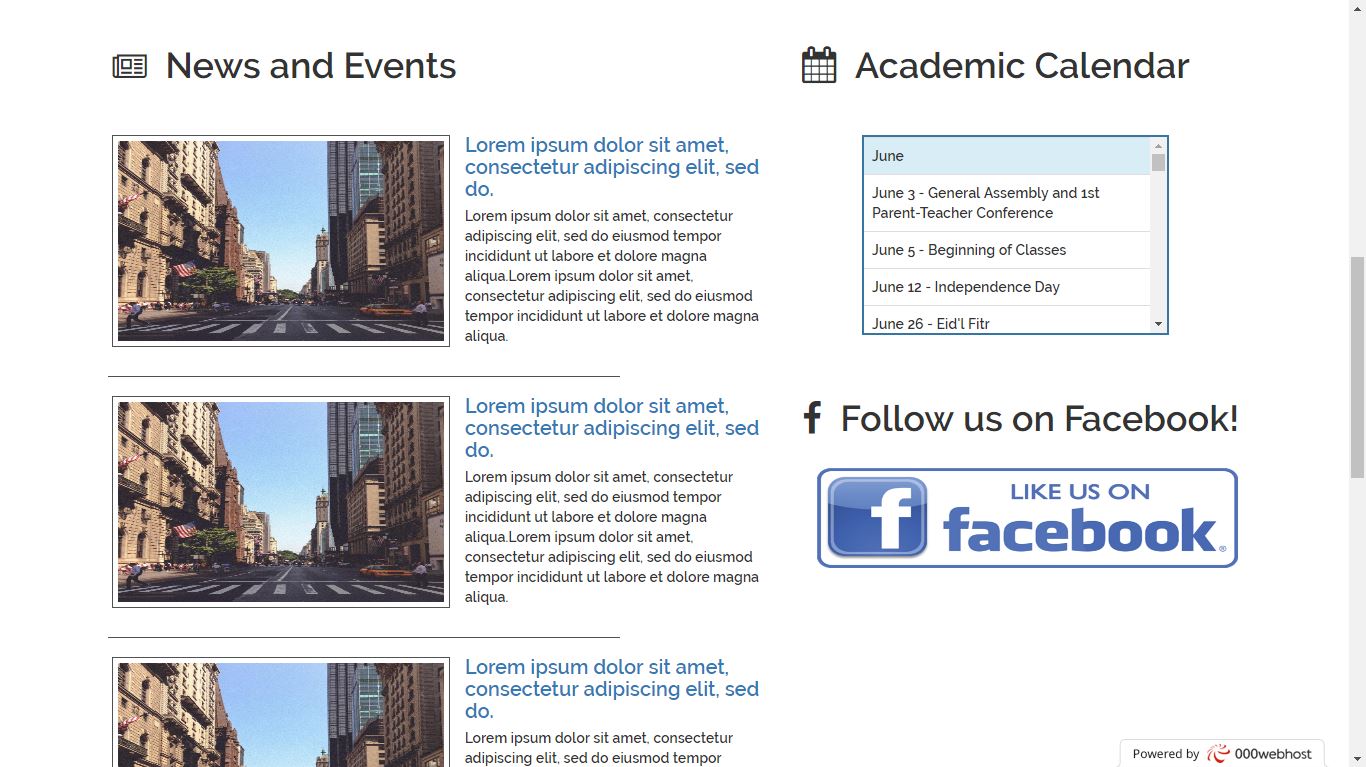 News and Events
Lorem ipsum dolor sit amet,
consectetur adipiscing elit, sed
do.
Lorem ipsum dolor sit amet, consectetur
adipiscing elit, sed do eiusmod tempor
incididunt ut labore et dolore magna
aliqua.Lorem ipsum dolor sit amet,
consectetur adipiscing elit, sed do eiusmod
tempor incididunt ut labore et dolore magna
aliqua.
Lorem ipsum dolor sit amet,
consectetur adipiscing elit, sed
do.
Lorem ipsum dolor sit amet, consectetur
adipiscing elit, sed do eiusmod tempor
incididunt ut labore et dolore magna
aliqua.Lorem ipsum dolor sit amet,
consectetur adipiscing elit, sed do eiusmod
tempor incididunt ut labore et dolore magna
aliqua.
Lorem ipsum dolor sit amet,
consectetur adipiscing elit, sed
do.
Lorem ipsum dolor sit amet, consectetur
adipiscing elit, sed do eiusmod tempor
Academic Calendar
June
June 3 - General Assembly and 1st
Parent-Teacher Conference
June 5 - Beginning of Classes
June 12 - Independence Day
June 26 - Eid'l Fitr
f Follow us on Facebook!
f
LIKE US ON
facebook®
Powered by 000webhost